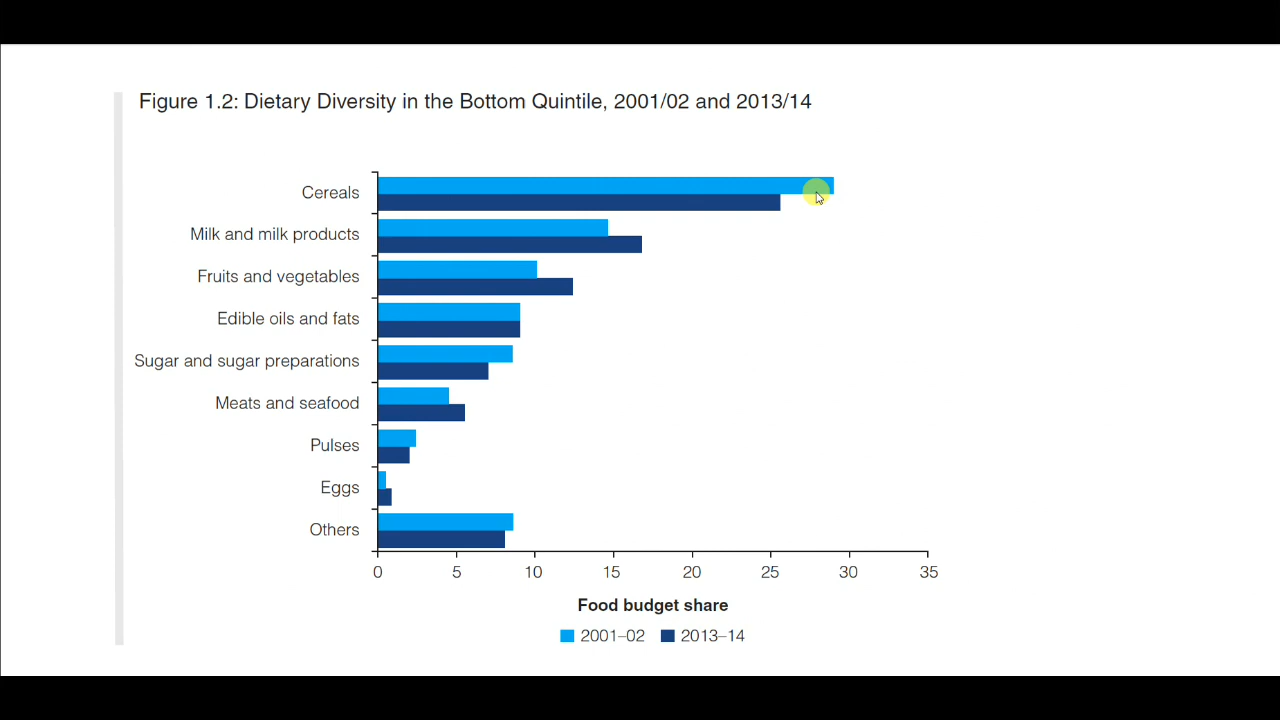 Figure 1.2: Dietary Diversity in the Bottom Quintile, 2001/02 and 2013/14
Cereals
Milk and milk products
Fruits and vegetables
Edible oils and fats
Sugar and sugar preparations
Meats and seafood
Pulses
Eggs
Others
0 5 10 15 20 25 30 35
Food budget share
2001–02 2013–14